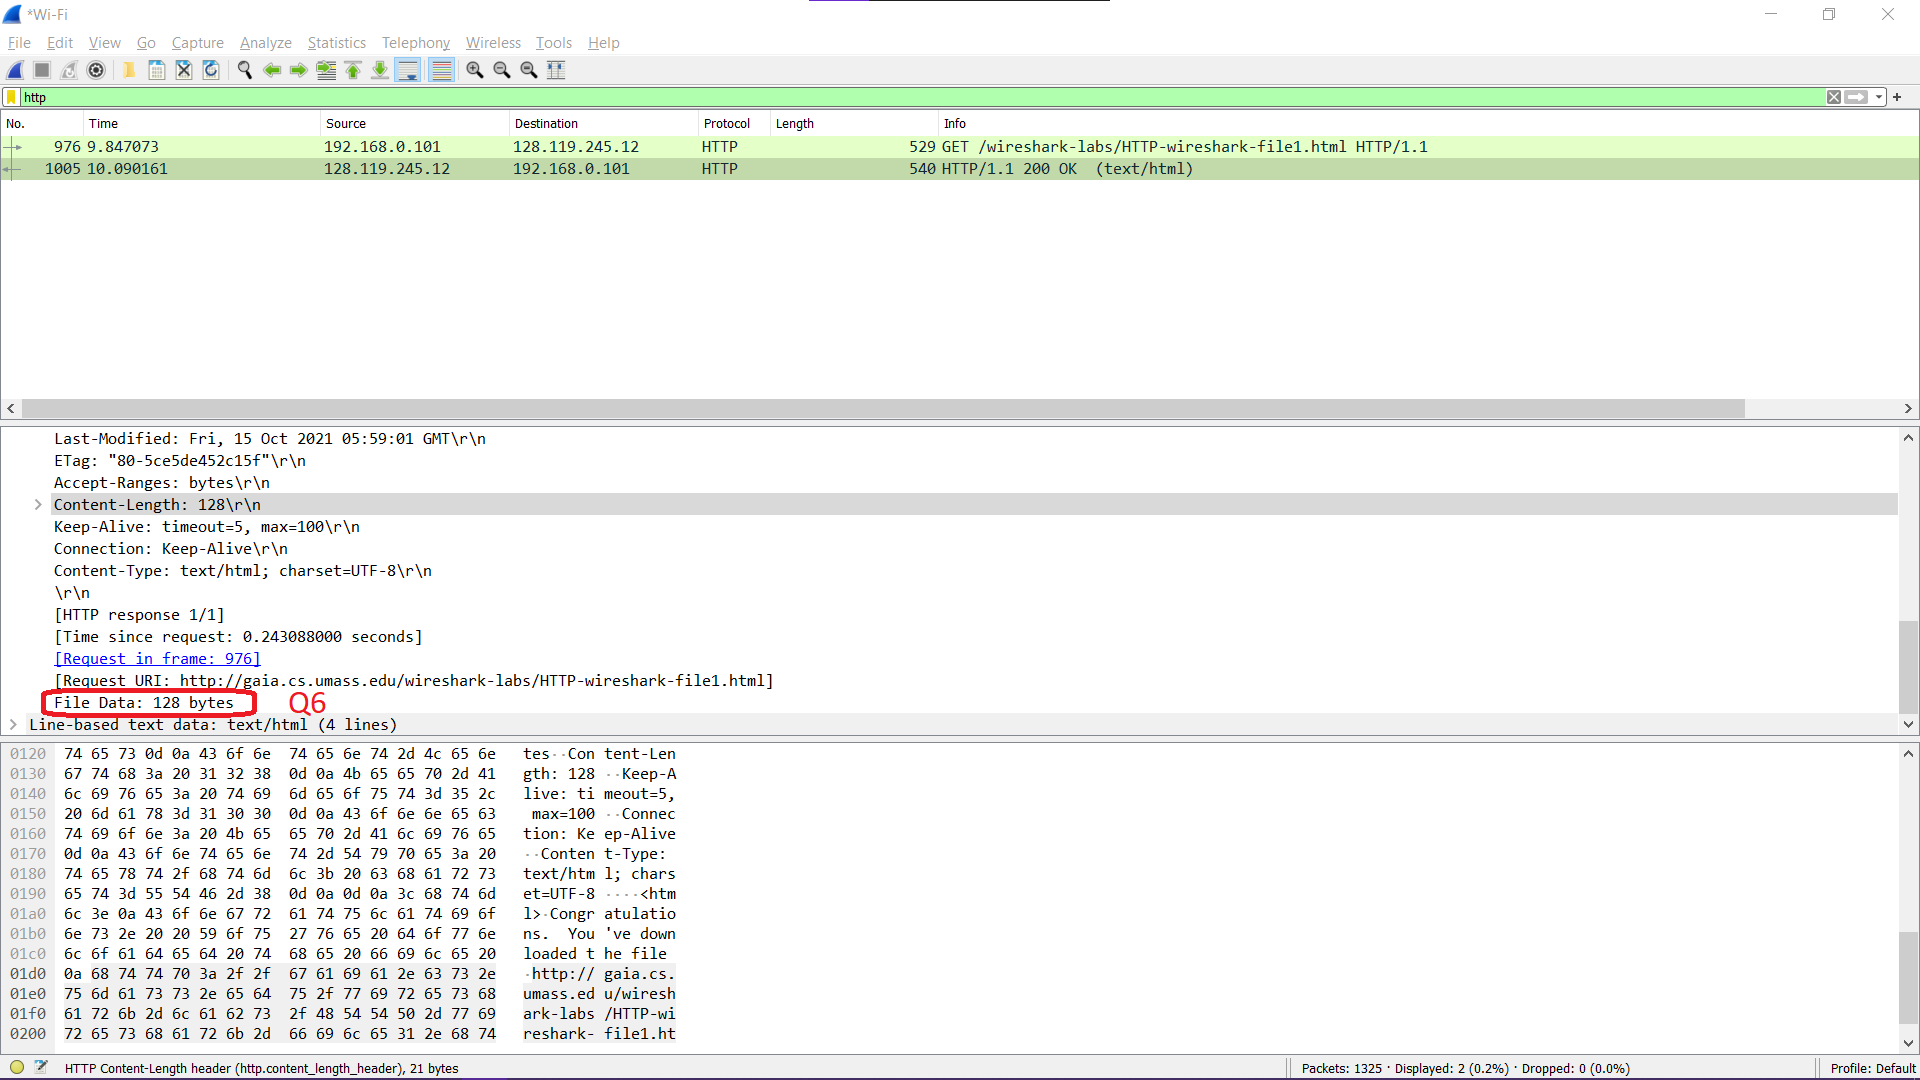 *Wi-Fi
File Edit View Go Capture Analyze Statistics Telephony Wireless Tools Help
http
No. Time Source Destination Protocol Length Info
976 9.847073 192.168.0.101 128.119.245.12 HTTP 529 GET /wireshark-labs/HTTP-wireshark-file1.html HTTP/1.1
1005 10.090161 128.119.245.12 192.168.0.101 HTTP 540 HTTP/1.1 200 OK (text/html)
Last-Modified: Fri, 15 Oct 2021 05:59:01 GMT\r\n
ETag: "80-5ce5de452c15f"\r\n
Accept-Ranges: bytes\r\n
Content-Length: 128\r\n
Keep-Alive: timeout=5, max=100\r\n
Connection: Keep-Alive\r\n
Content-Type: text/html; charset=UTF-8\r\n
\r\n
[HTTP response 1/1]
[Time since request: 0.243088000 seconds]
[Request in frame: 976]
[Request URI: http://gaia.cs.umass.edu/wireshark-labs/HTTP-wireshark-file1.html]
File Data: 128 bytes Q6
Line-based text data: text/html (4 lines)
0120 74 65 73 0d 0a 43 6f 6e 74 65 6e 74 2d 4c 65 6e tes··Con tent-Len
0130 67 74 68 3a 20 31 32 38 0d 0a 4b 65 65 70 2d 41 gth: 128 ··Keep-A
0140 6c 69 76 65 3a 20 74 69 6d 65 6f 75 74 3d 35 2c live: ti meout=5,
0150 20 6d 61 78 3d 31 30 30 0d 0a 43 6f 6e 6e 65 63 max=100 ··Connec
0160 74 69 6f 6e 3a 20 4b 65 65 70 2d 41 6c 69 76 65 tion: Ke ep-Alive
0170 0d 0a 43 6f 6e 74 65 6e 74 2d 54 79 70 65 3a 20 ··Conten t-Type:
0180 74 65 78 74 2f 68 74 6d 6c 3b 20 63 68 61 72 73 text/htm l; chars
0190 65 74 3d 55 54 46 2d 38 0d 0a 0d 0a 3c 68 74 6d et=UTF-8 ····<htm
01a0 6c 3e 0a 43 6f 6e 67 72 61 74 75 6c 61 74 69 6f l>·Congr atulatio
01b0 6e 73 2e 20 20 59 6f 75 27 76 65 20 64 6f 77 6e ns.  You 've down
01c0 6c 6f 61 64 65 64 20 74 68 65 20 66 69 6c 65 20 loaded t he file
01d0 0a 68 74 74 70 3a 2f 2f 67 61 69 61 2e 63 73 2e ·http:// gaia.cs.
01e0 75 6d 61 73 73 2e 65 64 75 2f 77 69 72 65 73 68 umass.ed u/wiresh
01f0 61 72 6b 2d 6c 61 62 73 2f 48 54 54 50 2d 77 69 ark-labs /HTTP-wi
0200 72 65 73 68 61 72 6b 2d 66 69 6c 65 31 2e 68 74 reshark- file1.ht
HTTP Content-Length header (http.content_length_header), 21 bytes Packets: 1325 · Displayed: 2 (0.2%) · Dropped: 0 (0.0%) Profile: Default